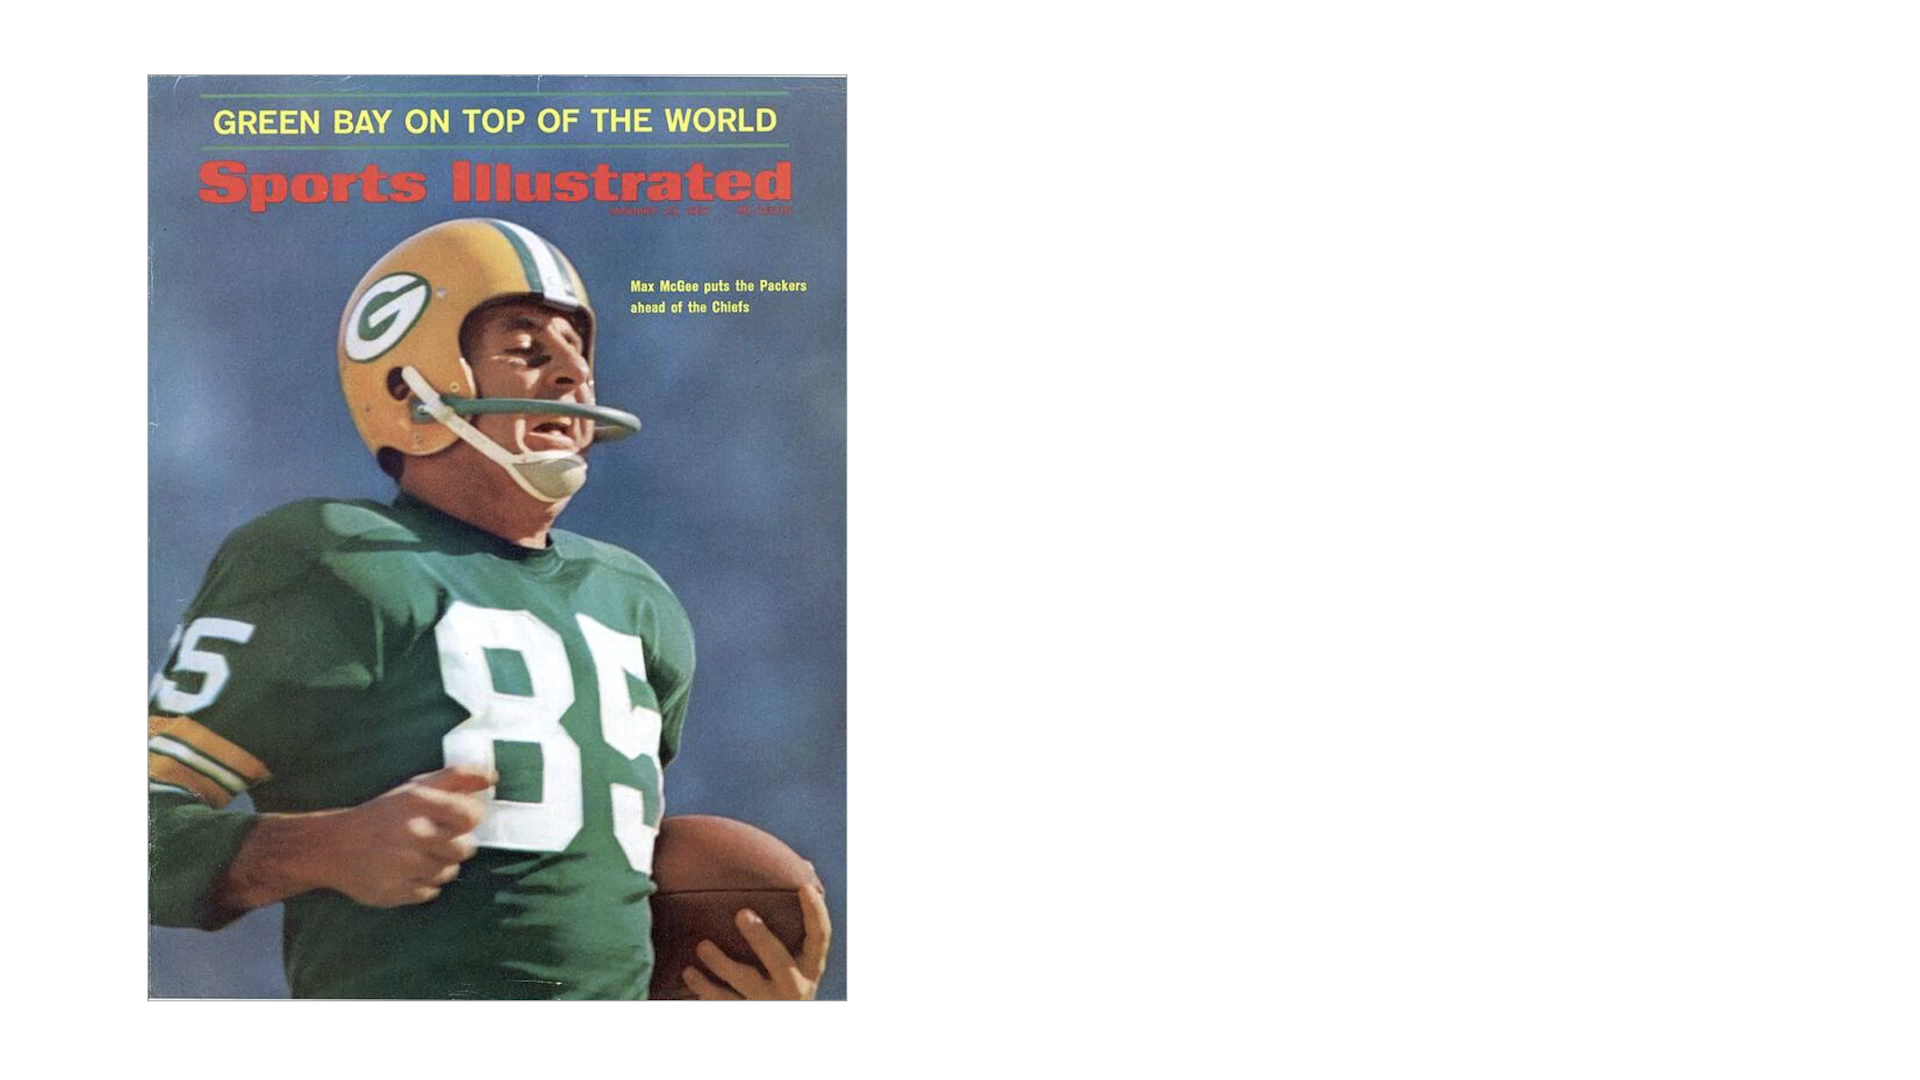 GREEN BAY ON TOP OF THE WORLD
Sports Illustrated
Max McGee puts the Packers
ahead of the Chiefs
G
85
85